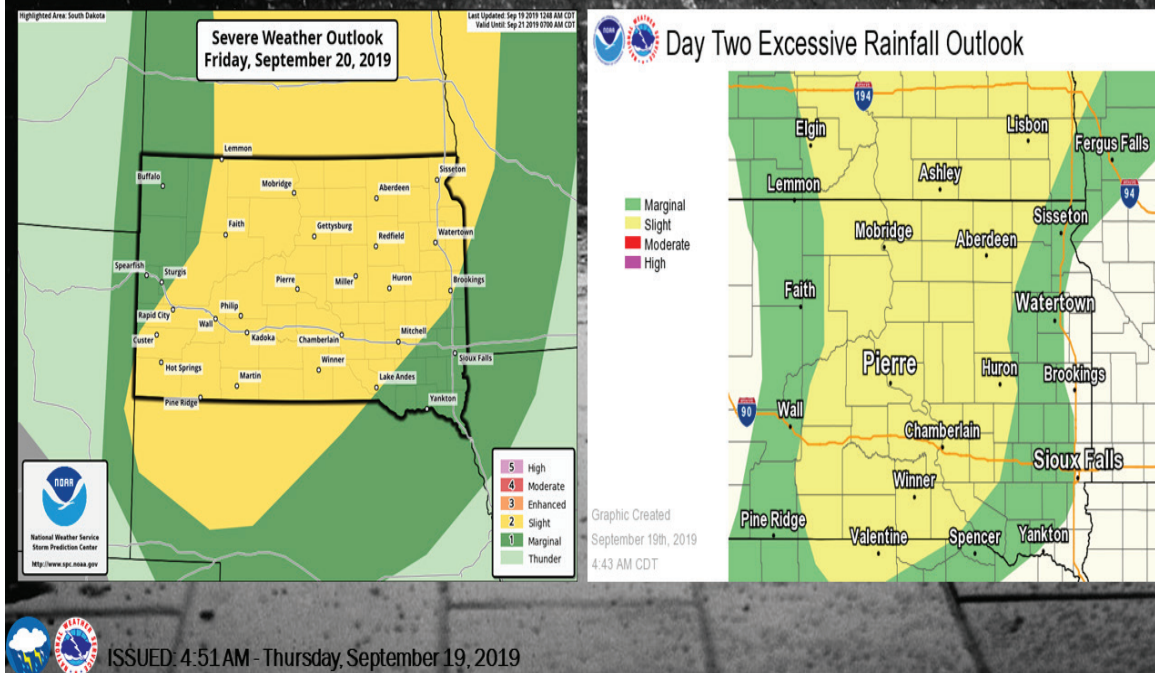 Highlighted Area: South Dakota
Last Updated: Sep 19 2019 1248 AM CDT
Valid Until: Sep 21 2019 0700 AM CDT
Severe Weather Outlook
Friday, September 20, 2019
Lemmon
Buffalo
Mobridge
Aberdeen
Sisseton
Faith
Gettysburg
Redfield
Watertown
Spearfish
Sturgis
Pierre
Miller
Huron
Brookings
Rapid City
Philip
Wall
Custer
Kadoka
Chamberlain
Mitchell
Hot Springs
Winner
Sioux Falls
Martin
Lake Andes
Pine Ridge
Yankton
NOAA
National Weather Service
Storm Prediction Center
http://www.spc.noaa.gov
5 High
4 Moderate
3 Enhanced
2 Slight
1 Marginal
Thunder
Day Two Excessive Rainfall Outlook
Marginal
Slight
Moderate
High
194
Elgin
Lisbon
Fergus Falls
Ashley
Lemmon
94
Sisseton
Mobridge
Aberdeen
Faith
Watertown
Pierre
Huron
Brookings
90
Wall
Chamberlain
Sioux Falls
Winner
Pine Ridge
Valentine
Spencer
Yankton
Graphic Created
September 19th, 2019
4:43 AM CDT
ISSUED: 4:51 AM - Thursday, September 19, 2019